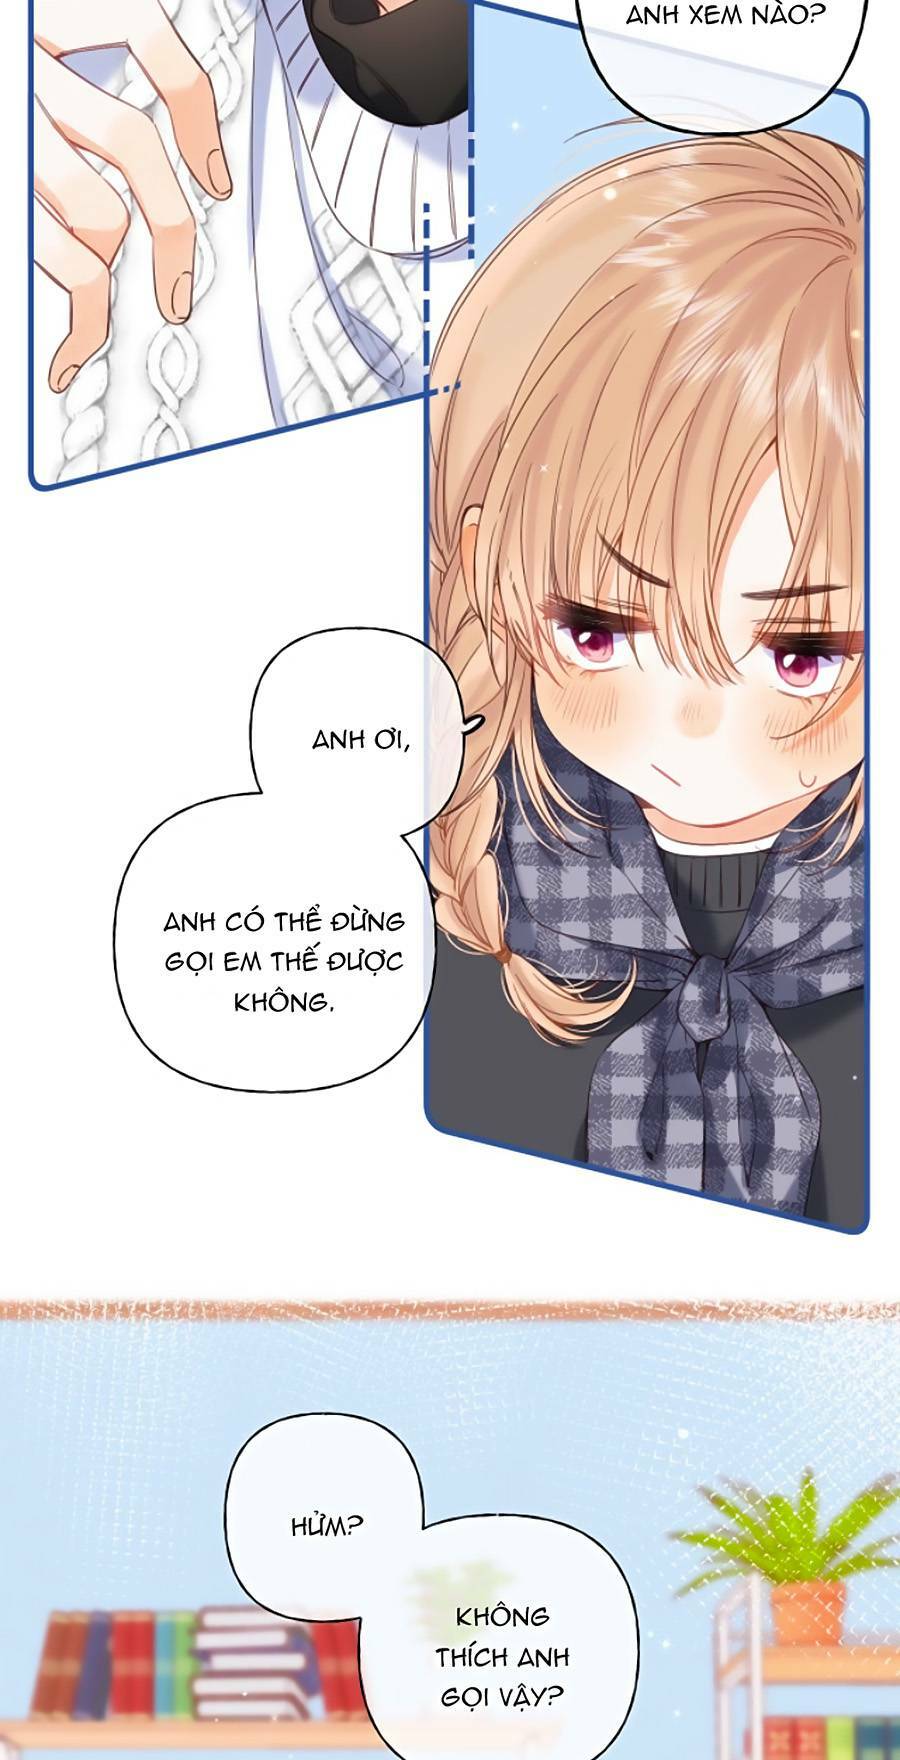 ANH XEM NÀO?
ANH ƠI,
ANH CÓ THỂ ĐỪNG
GỌI EM THẾ ĐƯỢC
KHÔNG.
HỬM?
KHÔNG
THÍCH ANH
GỌI VẬY?